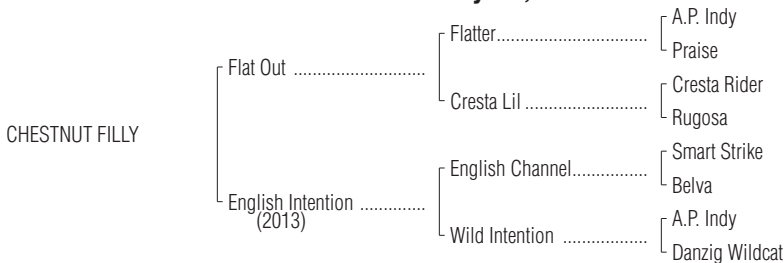 A.P. Indy
Flatter
Praise
Flat Out
Cresta Rider
Cresta Lil
Rugosa
CHESTNUT FILLY
Smart Strike
English Channel
Belva
English Intention
(2013)
A.P. Indy
Wild Intention
Danzig Wildcat